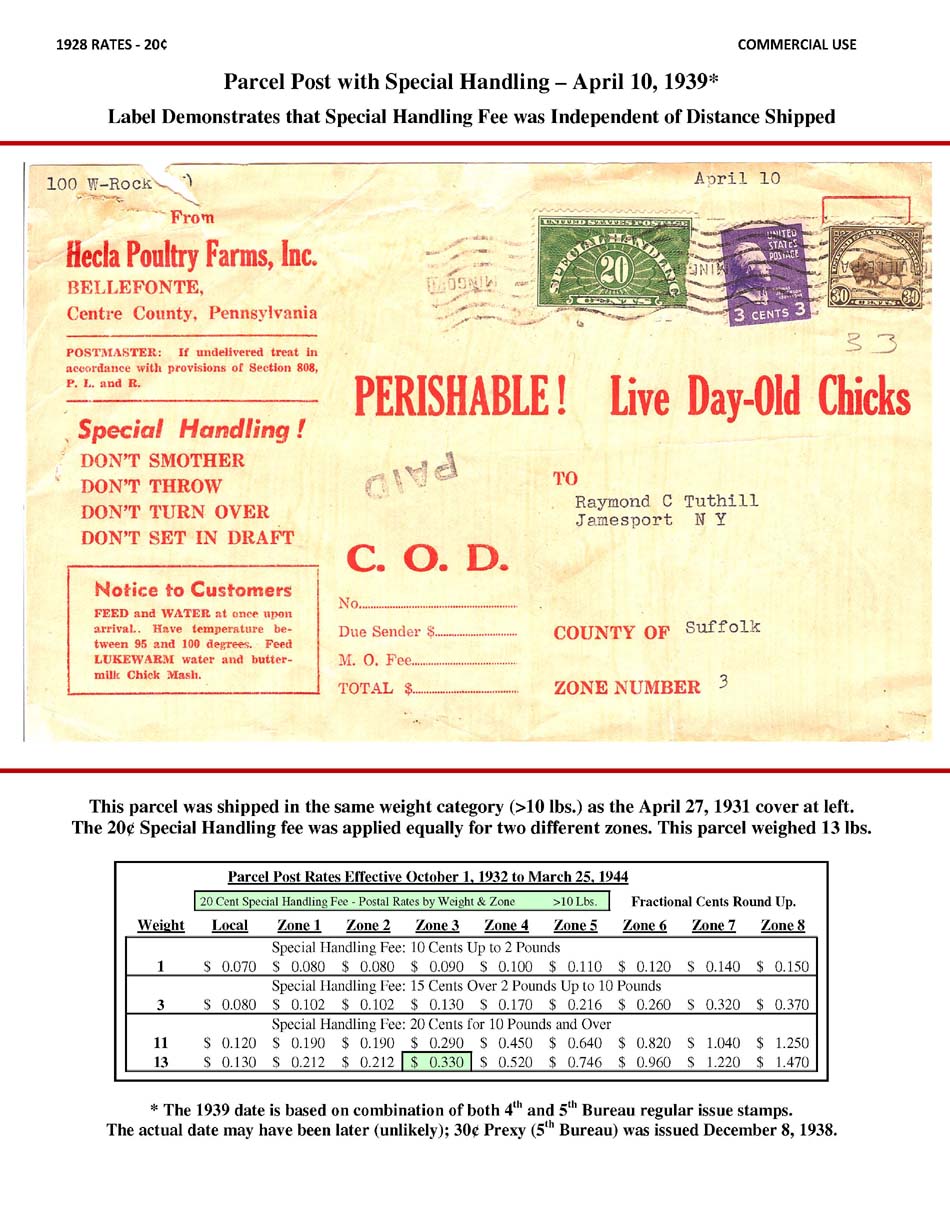 1928 RATES - 20¢
COMMERCIAL USE
Parcel Post with Special Handling – April 10, 1939*
Label Demonstrates that Special Handling Fee was Independent of Distance Shipped
100 W-Rock
April 10
From
Hecla Poultry Farms, Inc.
BELLEFONTE,
Centre County, Pennsylvania
POSTMASTER: If undelivered treat in
accordance with provisions of Section 808,
P. L. and R.
Special Handling!
DON'T SMOTHER
DON'T THROW
DON'T TURN OVER
DON'T SET IN DRAFT
Notice to Customers
FEED and WATER at once upon
arrival.. Have temperature be-
tween 95 and 100 degrees. Feed
LUKEWARM water and butter-
milk Chick Mash.
UNITED STATES POSTAGE
SPECIAL HANDLING
20
CENTS
UNITED
STATES
POSTAGE
3 CENTS 3
30 CENTS 30
33
PERISHABLE! Live Day-Old Chicks
PAID
C. O. D.
No.
Due Sender $
M. O. Fee
TOTAL $
TO
Raymond C Tuthill
Jamesport N Y
COUNTY OF Suffolk
ZONE NUMBER 3
This parcel was shipped in the same weight category (>10 lbs.) as the April 27, 1931 cover at left.
The 20¢ Special Handling fee was applied equally for two different zones. This parcel weighed 13 lbs.
Parcel Post Rates Effective October 1, 1932 to March 25, 1944
20 Cent Special Handling Fee - Postal Rates by Weight & Zone >10 Lbs. Fractional Cents Round Up.
Weight Local Zone 1 Zone 2 Zone 3 Zone 4 Zone 5 Zone 6 Zone 7 Zone 8
Special Handling Fee: 10 Cents Up to 2 Pounds
1 $ 0.070 $ 0.080 $ 0.080 $ 0.090 $ 0.100 $ 0.110 $ 0.120 $ 0.140 $ 0.150
Special Handling Fee: 15 Cents Over 2 Pounds Up to 10 Pounds
3 $ 0.080 $ 0.102 $ 0.102 $ 0.130 $ 0.170 $ 0.216 $ 0.260 $ 0.320 $ 0.370
Special Handling Fee: 20 Cents for 10 Pounds and Over
11 $ 0.120 $ 0.190 $ 0.190 $ 0.290 $ 0.450 $ 0.640 $ 0.820 $ 1.040 $ 1.250
13 $ 0.130 $ 0.212 $ 0.212 $ 0.330 $ 0.520 $ 0.746 $ 0.960 $ 1.220 $ 1.470
* The 1939 date is based on combination of both 4th and 5th Bureau regular issue stamps.
The actual date may have been later (unlikely); 30¢ Prexy (5th Bureau) was issued December 8, 1938.